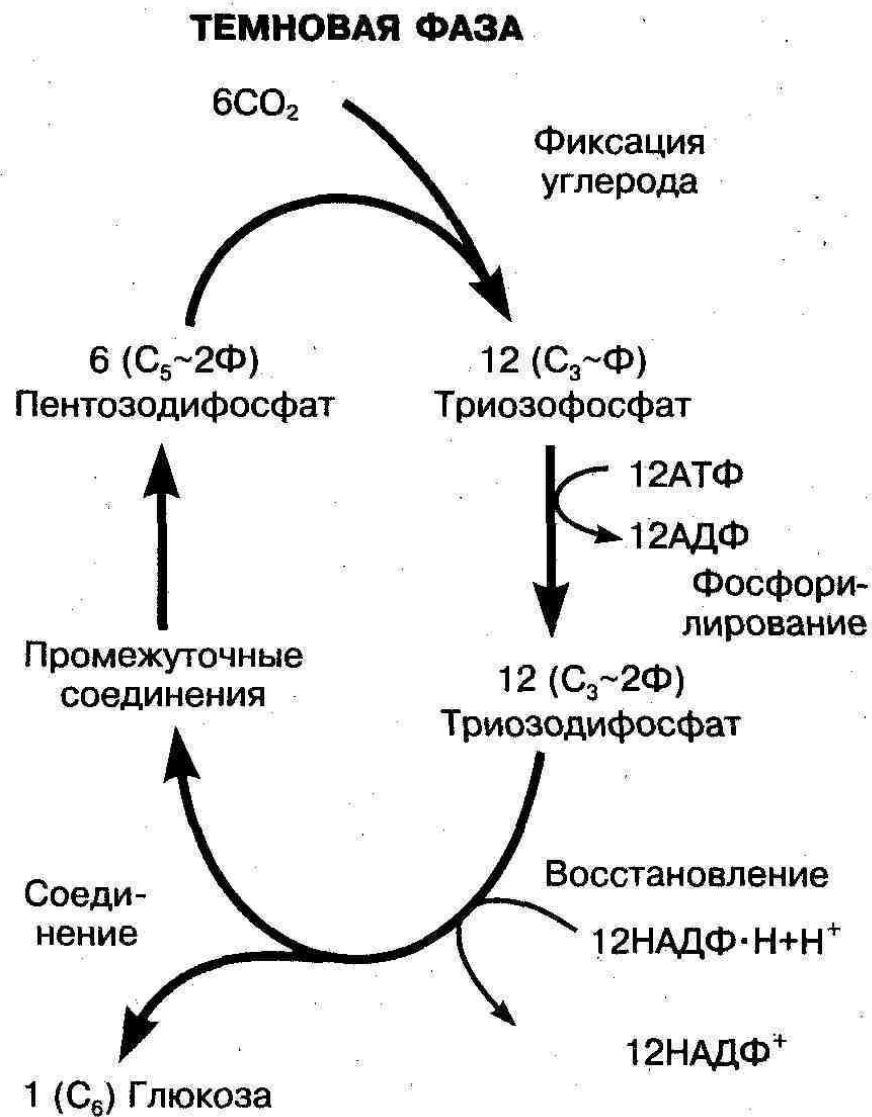 ТЕМНОВАЯ ФАЗА
6CO₂
Фиксация
углерода
6 (C₅~2Ф)
Пентозодифосфат
12 (C₃~Ф)
Триозофосфат
12АТФ
12АДФ
Фосфори-
лирование
Промежуточные
соединения
12 (C₃~2Ф)
Триозодифосфат
Соеди-
нение
Восстановление
12НАДФ·Н+Н⁺
12НАДФ⁺
1 (C₆) Глюкоза